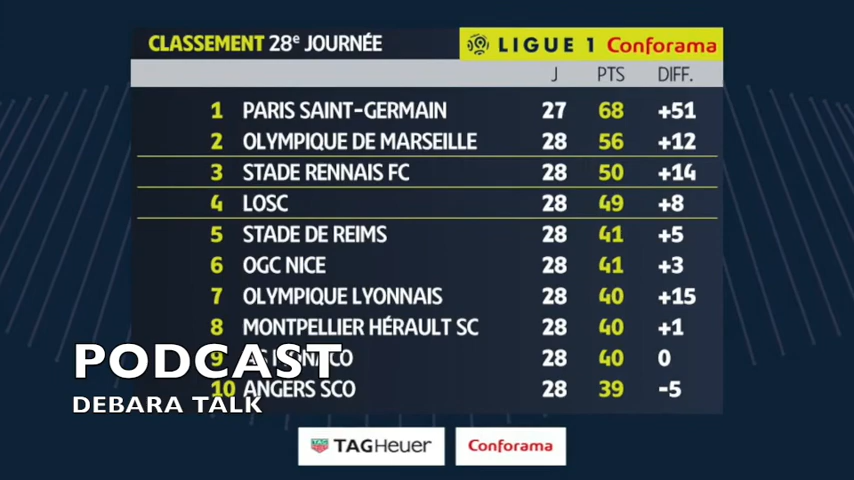 CLASSEMENT 28e JOURNÉE
LIGUE 1 Conforama
J PTS DIFF.
1 PARIS SAINT-GERMAIN 27 68 +51
2 OLYMPIQUE DE MARSEILLE 28 56 +12
3 STADE RENNAIS FC 28 50 +14
4 LOSC 28 49 +8
5 STADE DE REIMS 28 41 +5
6 OGC NICE 28 41 +3
7 OLYMPIQUE LYONNAIS 28 40 +15
8 MONTPELLIER HÉRAULT SC 28 40 +1
9 AS MONACO 28 40 0
10 ANGERS SCO 28 39 -5
PODCAST
DEBARA TALK
TAGHeuer Conforama